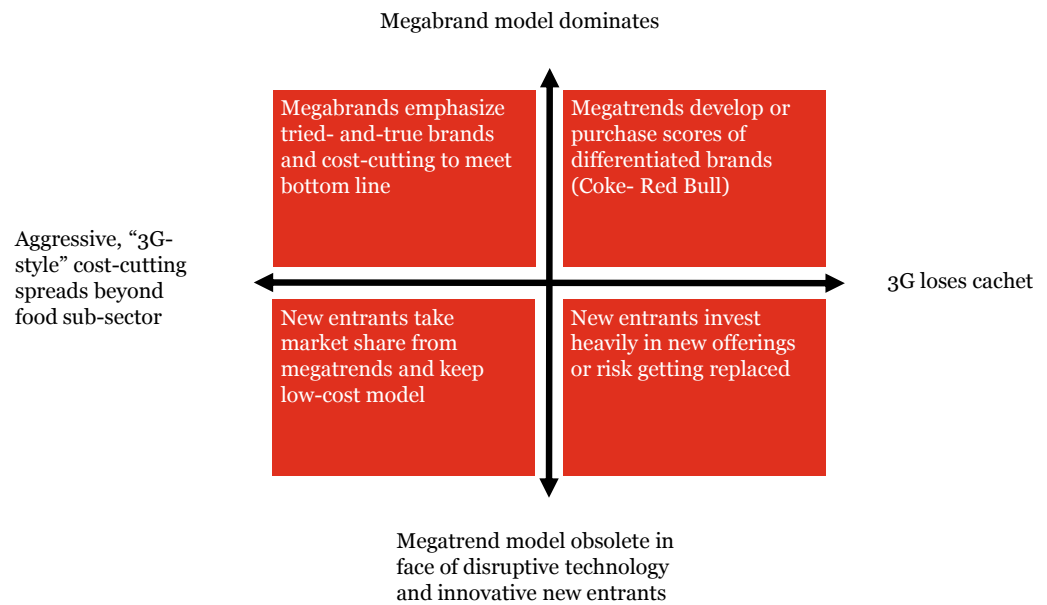 Megabrand model dominates
Megabrands emphasize
tried- and-true brands
and cost-cutting to meet
bottom line
Megatrends develop or
purchase scores of
differentiated brands
(Coke- Red Bull)
Aggressive, “3G-
style” cost-cutting
spreads beyond
food sub-sector
3G loses cachet
New entrants take
market share from
megatrends and keep
low-cost model
New entrants invest
heavily in new offerings
or risk getting replaced
Megatrend model obsolete in
face of disruptive technology
and innovative new entrants